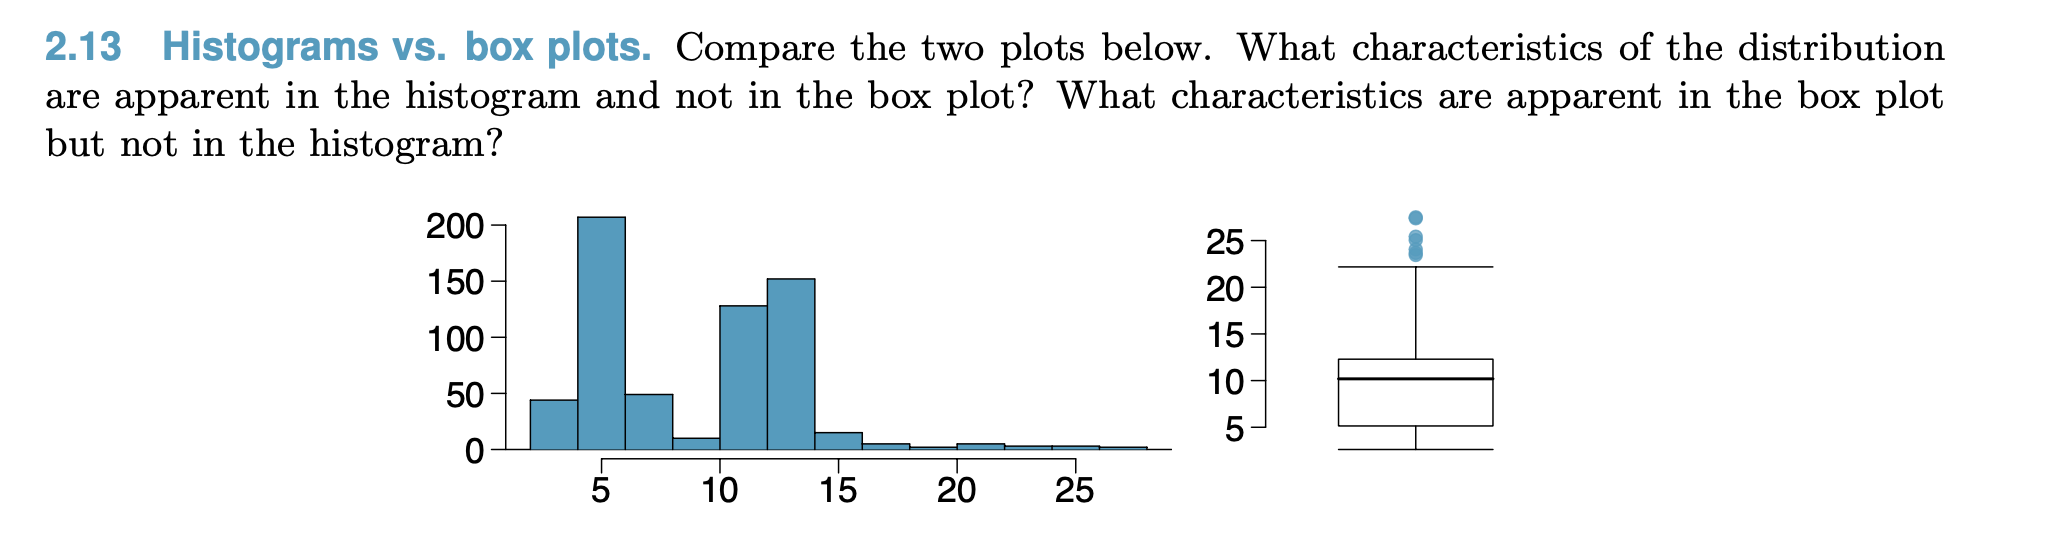 2.13 Histograms vs. box plots. Compare the two plots below. What characteristics of the distribution
are apparent in the histogram and not in the box plot? What characteristics are apparent in the box plot
but not in the histogram?
200
150
100
50
0
5 10 15 20 25
25
20
15
10
5